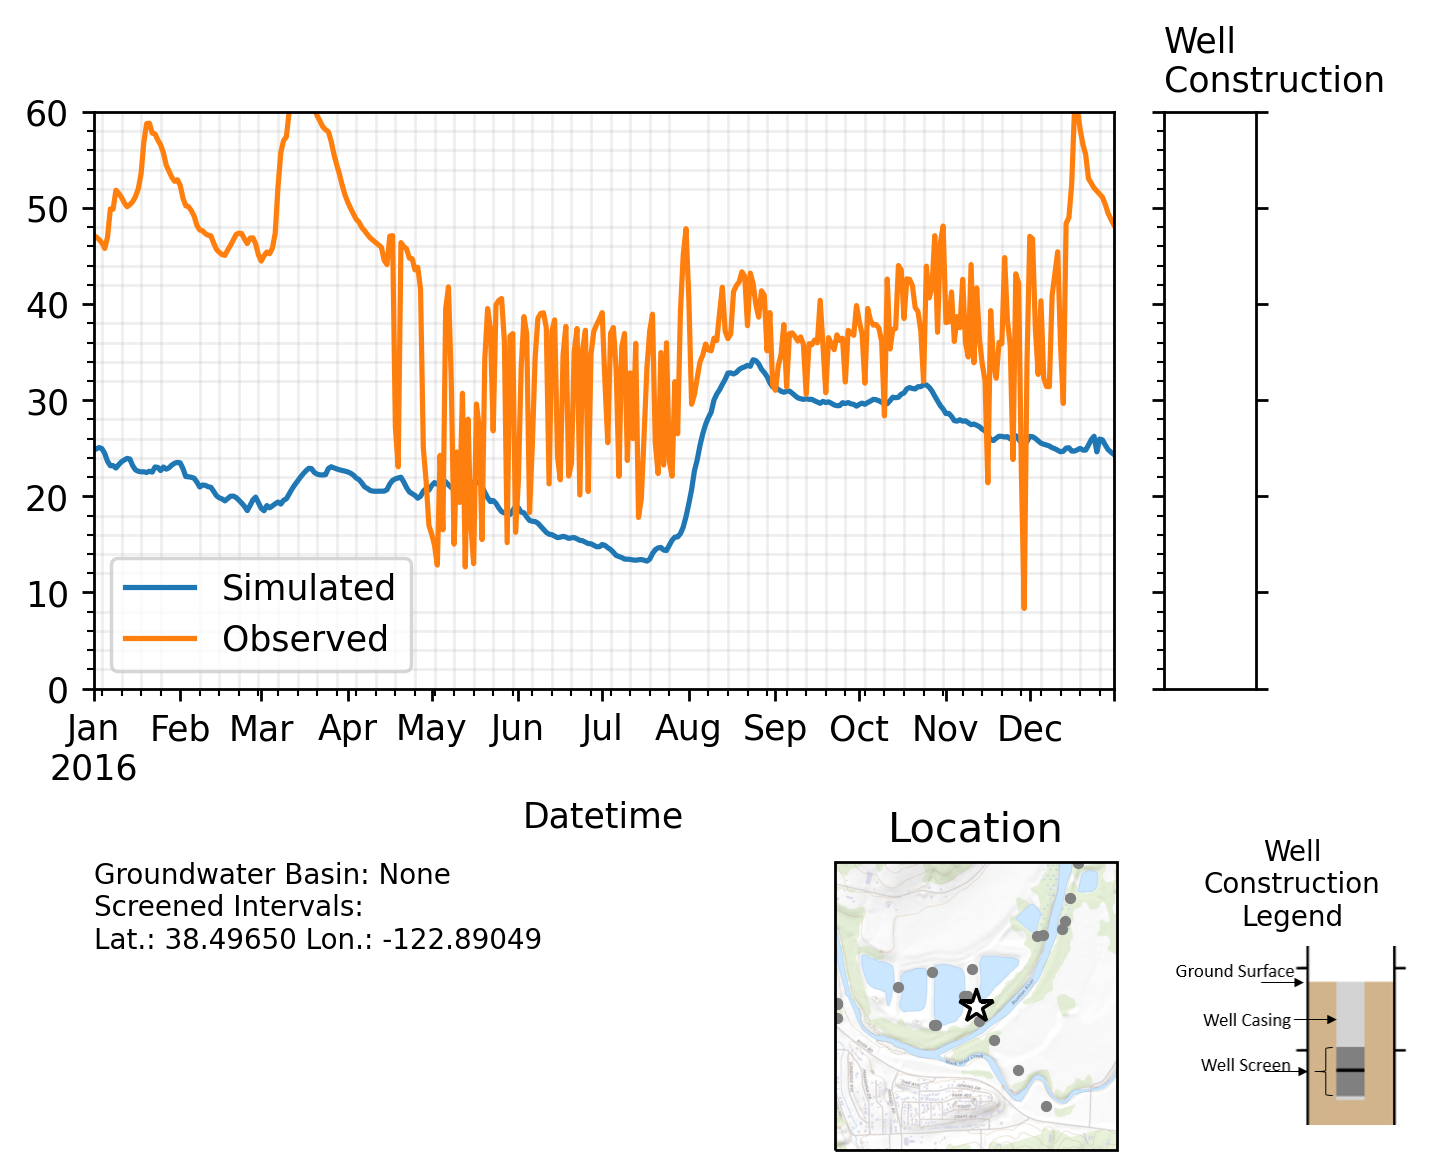 Well
Construction
60
50
40
30
20
10
0
Simulated
Observed
Jan Feb Mar Apr May Jun Jul Aug Sep Oct Nov Dec
2016
Datetime
Groundwater Basin: None
Screened Intervals:
Lat.: 38.49650 Lon.: -122.89049
Location
Well
Construction
Legend
Ground Surface
Well Casing
Well Screen